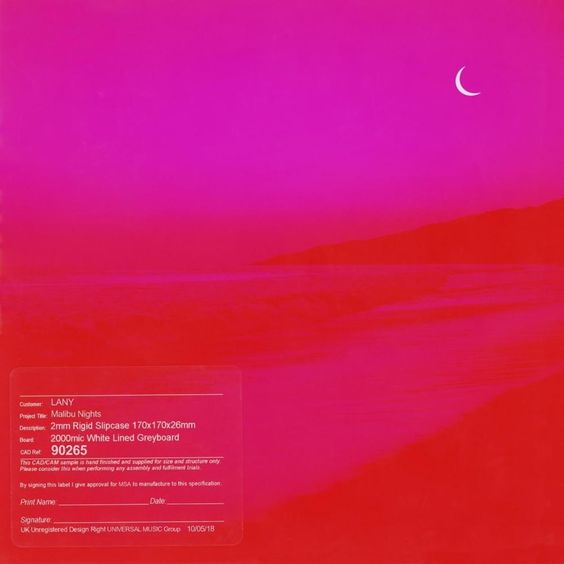 Customer: LANY
Project Title: Malibu Nights
Description: 2mm Rigid Slipcase 170x170x26mm
Board: 2000mic White Lined Greyboard
CAD Ref: 90265
This CAD/CAM sample is hand finished and supplied for size and structure only.
Please consider this when performing any assembly and fulfilment trials.
By signing this label I give approval for MSA to manufacture to this specification.
Print Name: Date:
Signature:
UK Unregistered Design Right UNIVERSAL MUSIC Group 10/05/18